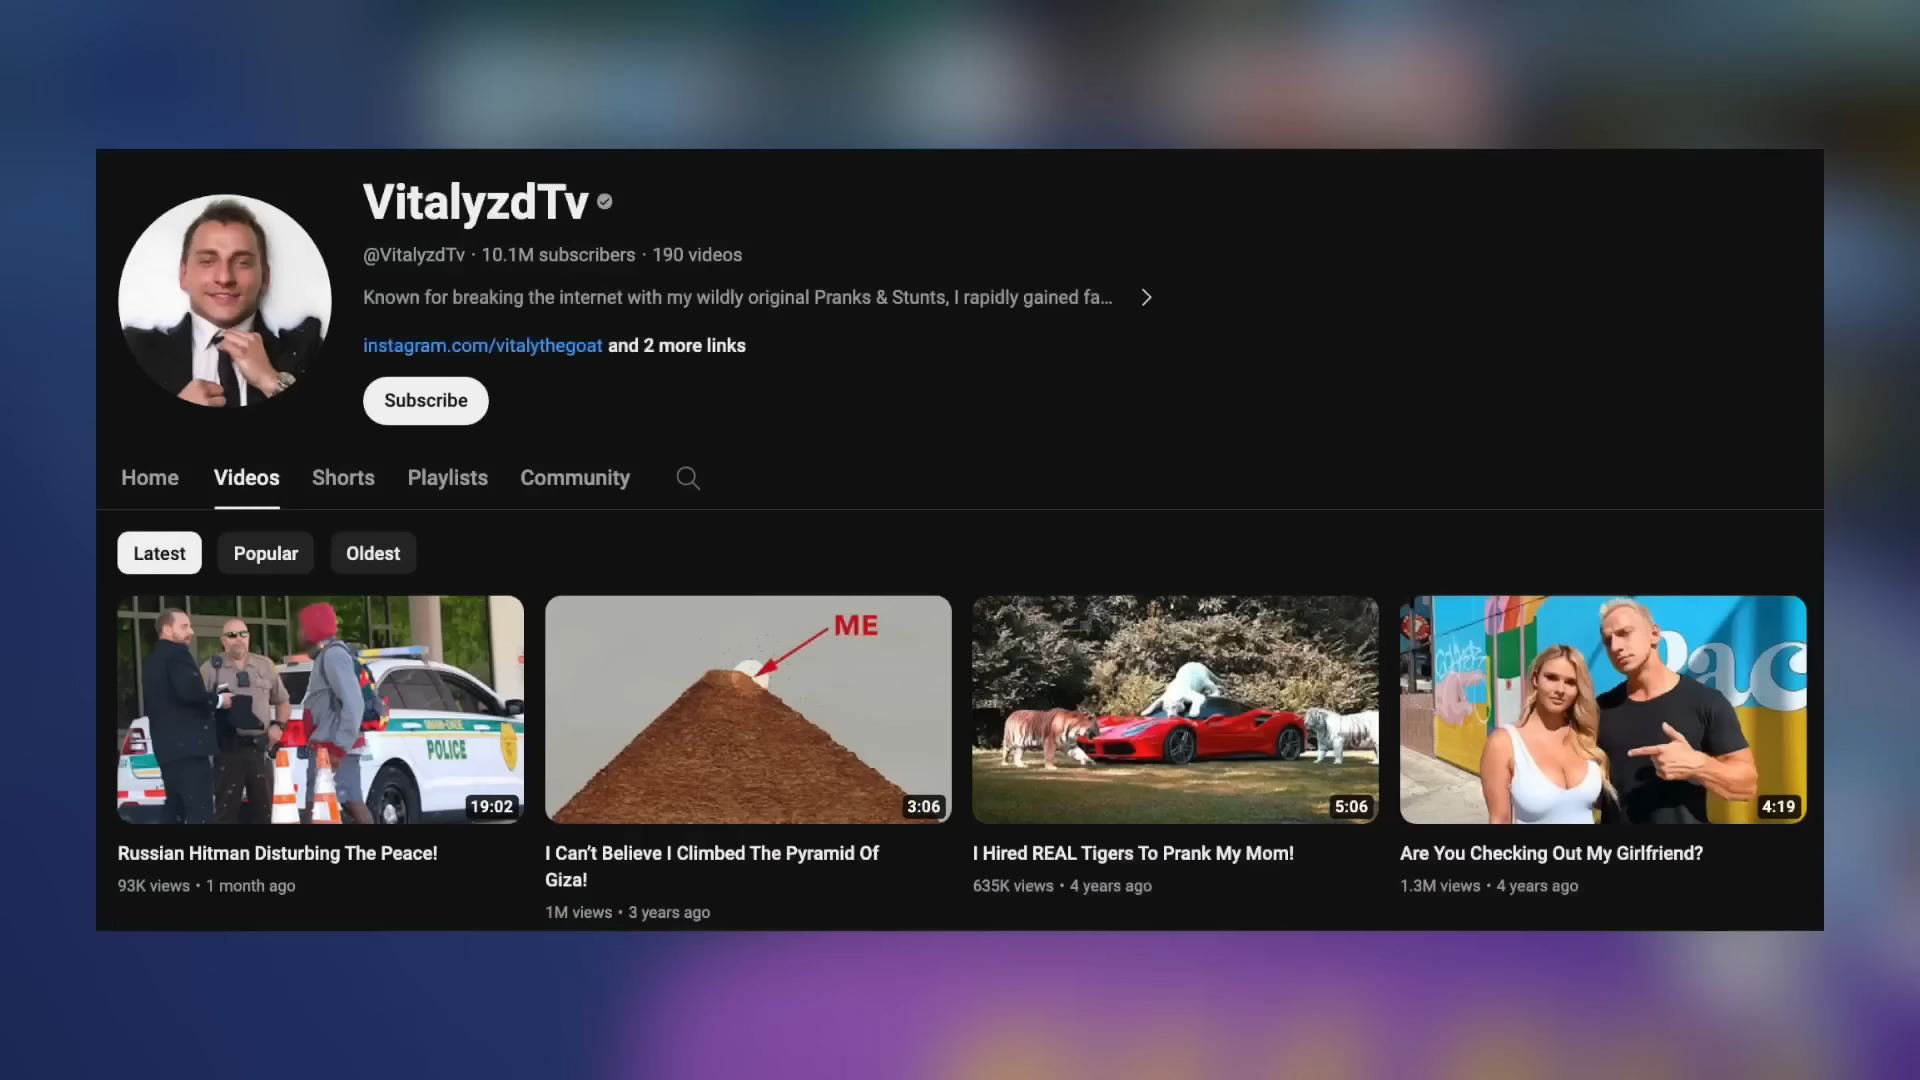 VitalyzdTv
@VitalyzdTv · 10.1M subscribers · 190 videos
Known for breaking the internet with my wildly original Pranks & Stunts, I rapidly gained fa...
instagram.com/vitalythegoat and 2 more links
Subscribe
Home Videos Shorts Playlists Community
Latest Popular Oldest
POLICE
19:02
ME
3:06
5:06
Pac
4:19
Russian Hitman Disturbing The Peace!
93K views • 1 month ago
I Can't Believe I Climbed The Pyramid Of
Giza!
1M views • 3 years ago
I Hired REAL Tigers To Prank My Mom!
635K views • 4 years ago
Are You Checking Out My Girlfriend?
1.3M views • 4 years ago